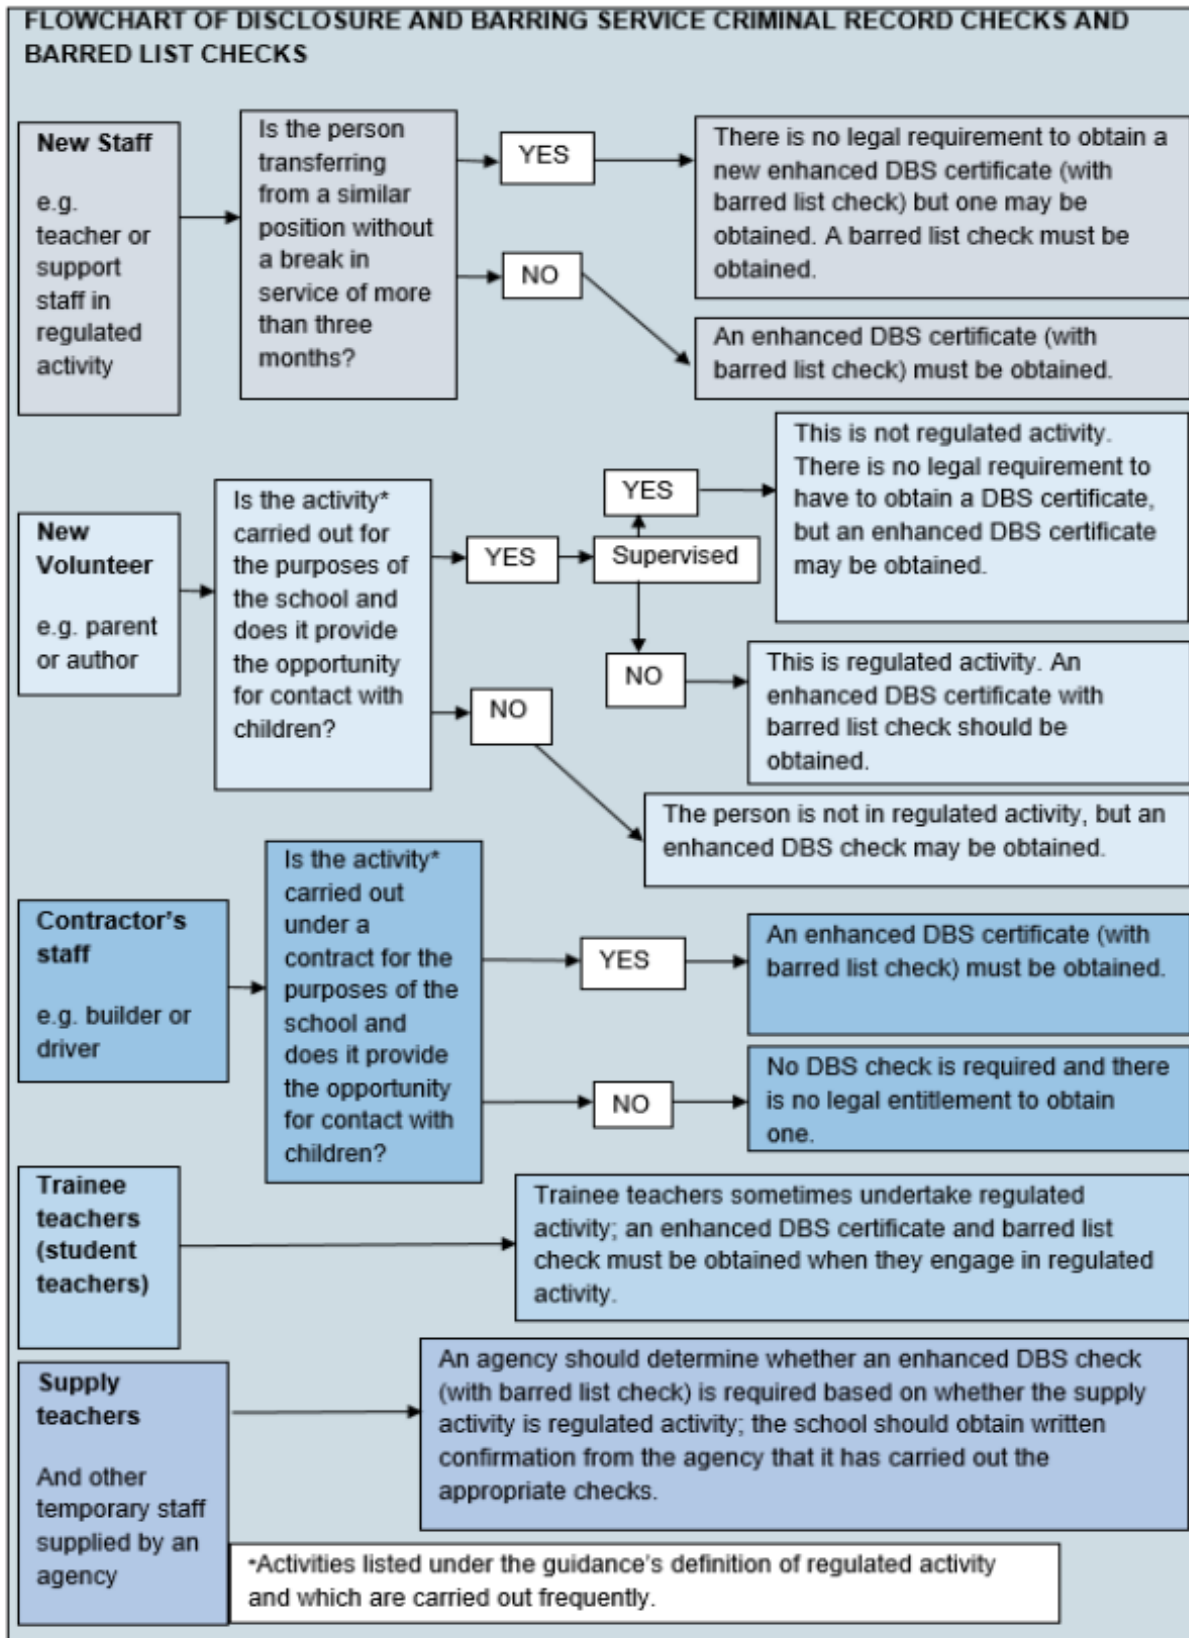 FLOWCHART OF DISCLOSURE AND BARRING SERVICE CRIMINAL RECORD CHECKS AND
BARRED LIST CHECKS
New Staff
e.g.
teacher or
support
staff in
regulated
activity
Is the person
transferring
from a similar
position without
a break in
service of more
than three
months?
YES
There is no legal requirement to obtain a
new enhanced DBS certificate (with
barred list check) but one may be
obtained. A barred list check must be
obtained.
NO
An enhanced DBS certificate (with
barred list check) must be obtained.
New
Volunteer
e.g. parent
or author
Is the activity*
carried out for
the purposes of
the school and
does it provide
the opportunity
for contact with
children?
YES
Supervised
YES
This is not regulated activity.
There is no legal requirement to
have to obtain a DBS certificate,
but an enhanced DBS certificate
may be obtained.
NO
This is regulated activity. An
enhanced DBS certificate with
barred list check should be
obtained.
NO
The person is not in regulated activity, but an
enhanced DBS check may be obtained.
Contractor's
staff
e.g. builder or
driver
Is the activity*
carried out
under a
contract for the
purposes of the
school and
does it provide
the opportunity
for contact with
children?
YES
An enhanced DBS certificate (with
barred list check) must be obtained.
NO
No DBS check is required and there
is no legal entitlement to obtain
one.
Trainee
teachers
(student
teachers)
Trainee teachers sometimes undertake regulated
activity; an enhanced DBS certificate and barred list
check must be obtained when they engage in regulated
activity.
Supply
teachers
And other
temporary staff
supplied by an
agency
An agency should determine whether an enhanced DBS check
(with barred list check) is required based on whether the supply
activity is regulated activity; the school should obtain written
confirmation from the agency that it has carried out the
appropriate checks.
*Activities listed under the guidance's definition of regulated activity
and which are carried out frequently.